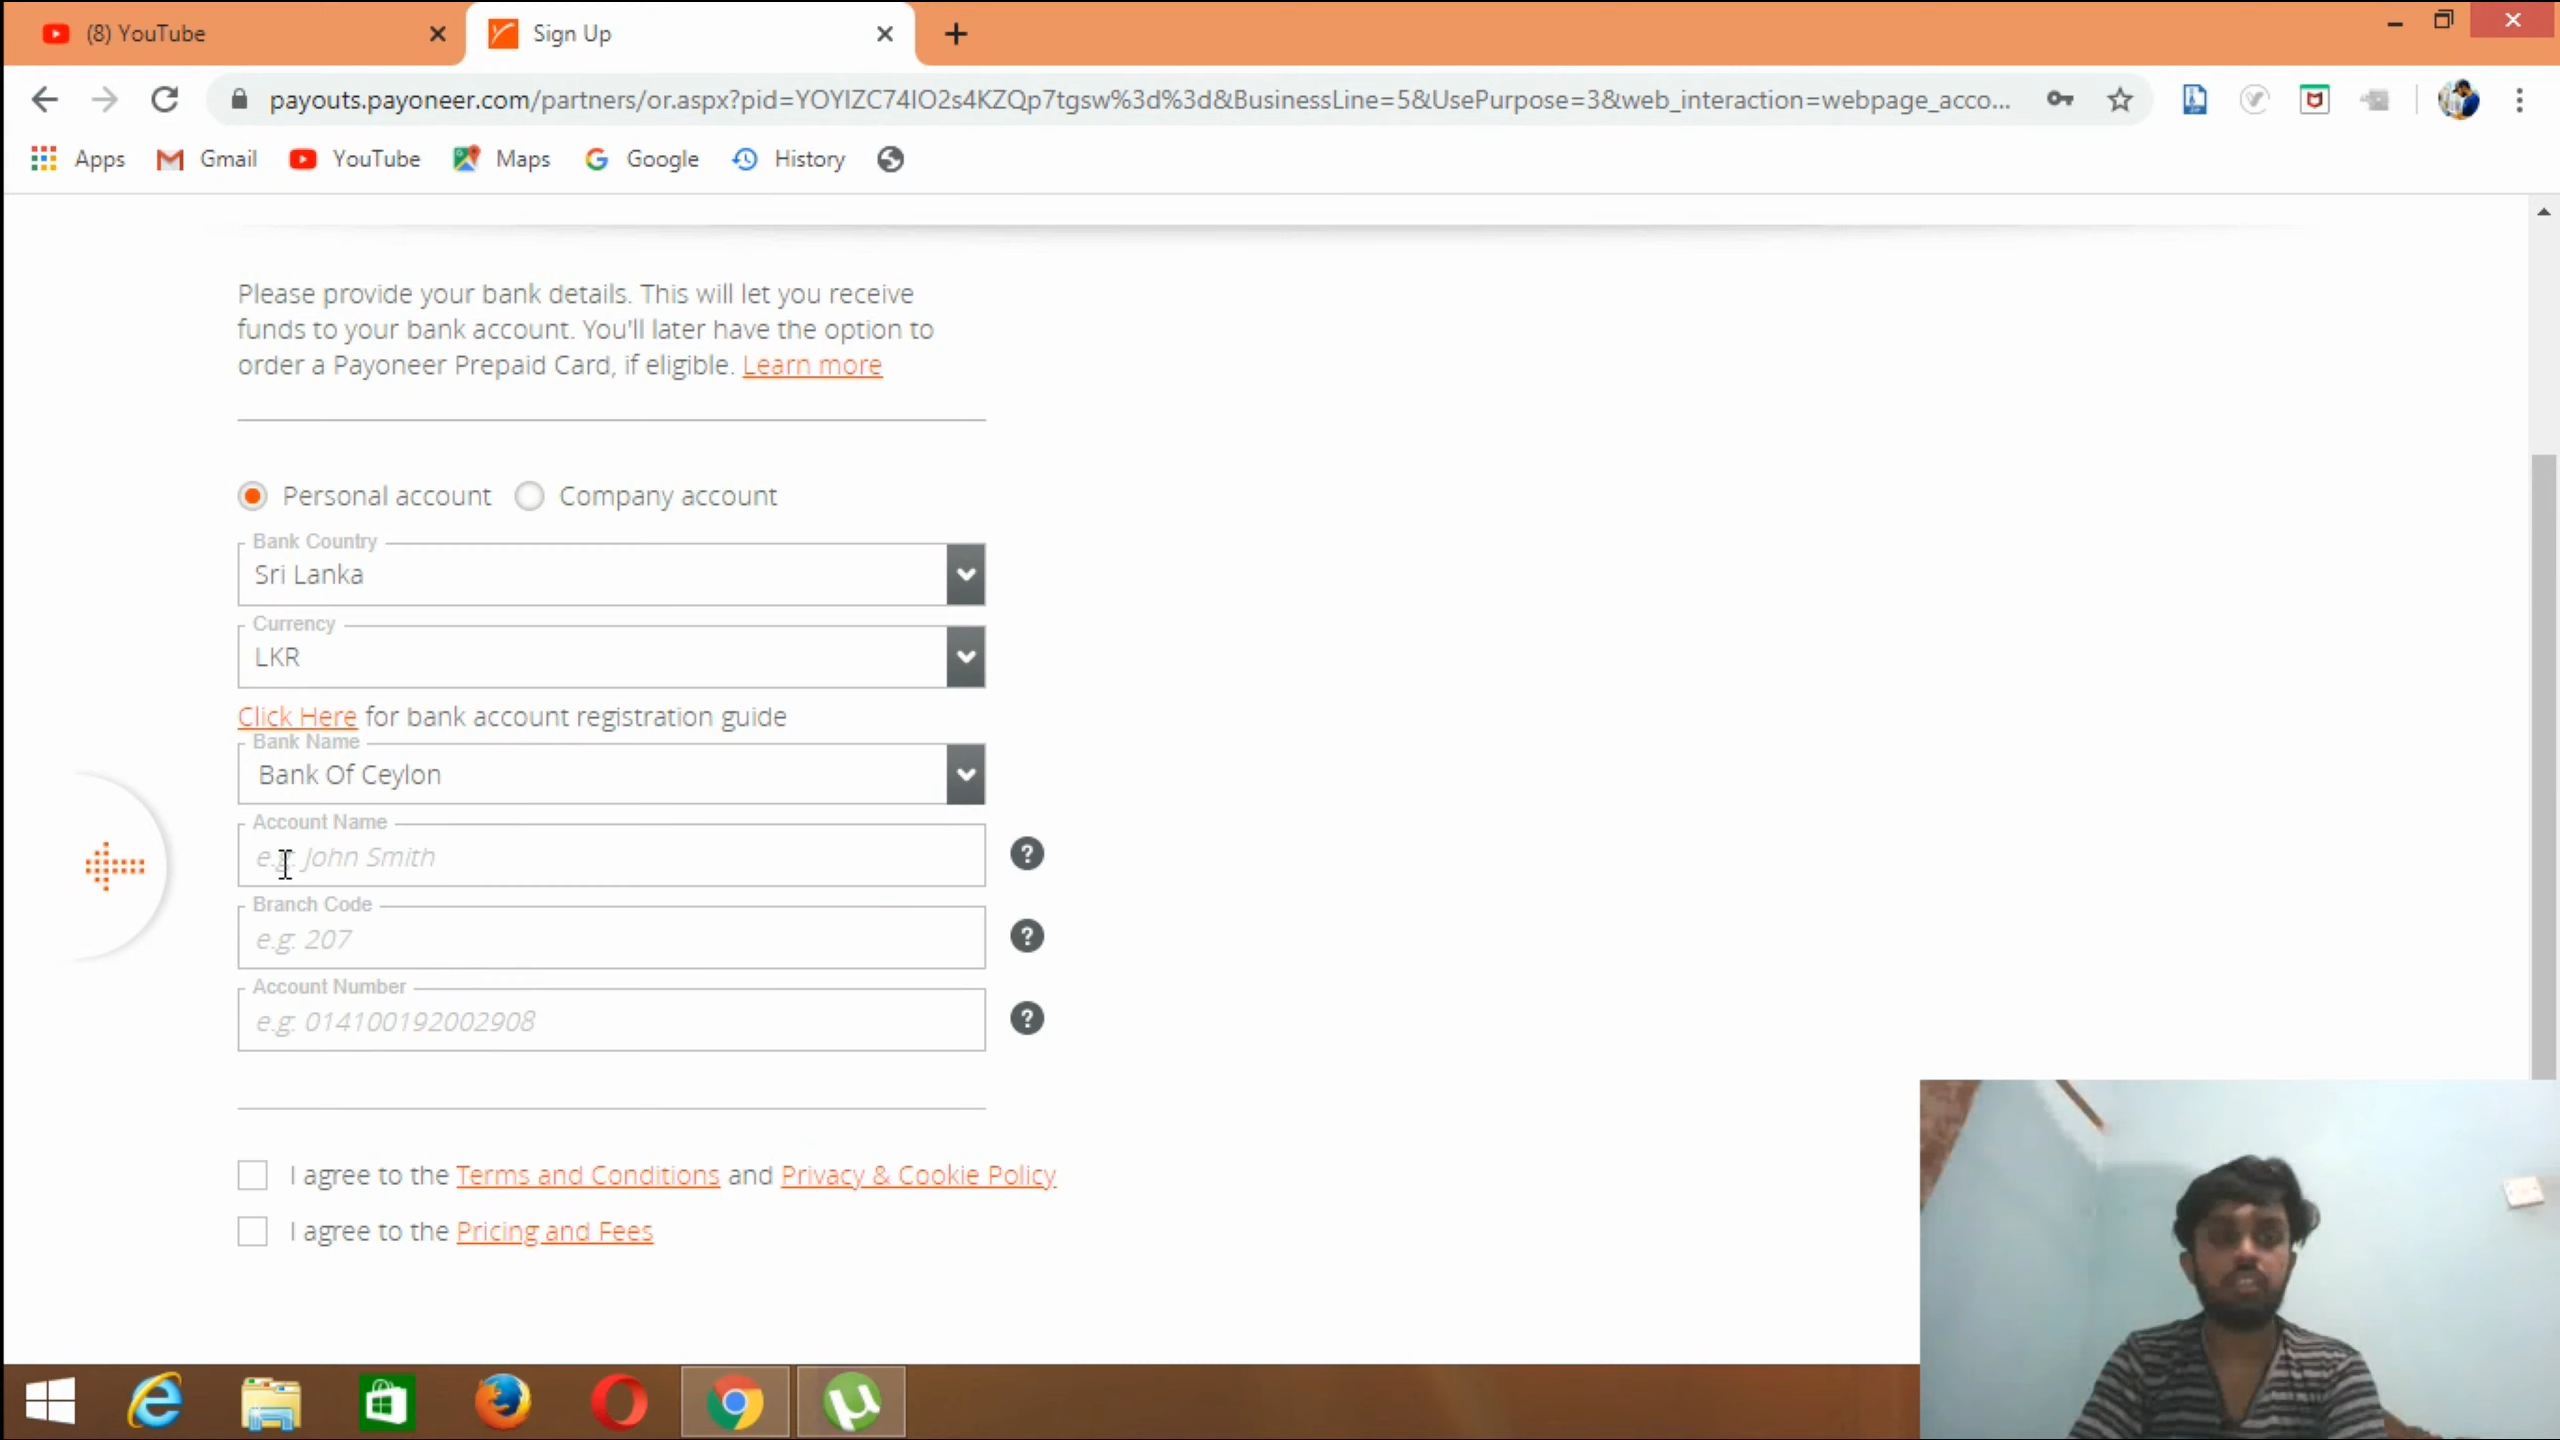 (8) YouTube
Sign Up
payouts.payoneer.com/partners/or.aspx?pid=YOYIZC74lO2s4KZQp7tgsw%3d%3d&BusinessLine=5&UsePurpose=3&web_interaction=webpage_acco...
Apps Gmail YouTube Maps Google History
Please provide your bank details. This will let you receive
funds to your bank account. You'll later have the option to
order a Payoneer Prepaid Card, if eligible. Learn more
Personal account Company account
Bank Country
Sri Lanka
Currency
LKR
Click Here for bank account registration guide
Bank Name
Bank Of Ceylon
Account Name
e.g: John Smith
?
Branch Code
e.g: 207
?
Account Number
e.g: 014100192002908
?
I agree to the Terms and Conditions and Privacy & Cookie Policy
I agree to the Pricing and Fees